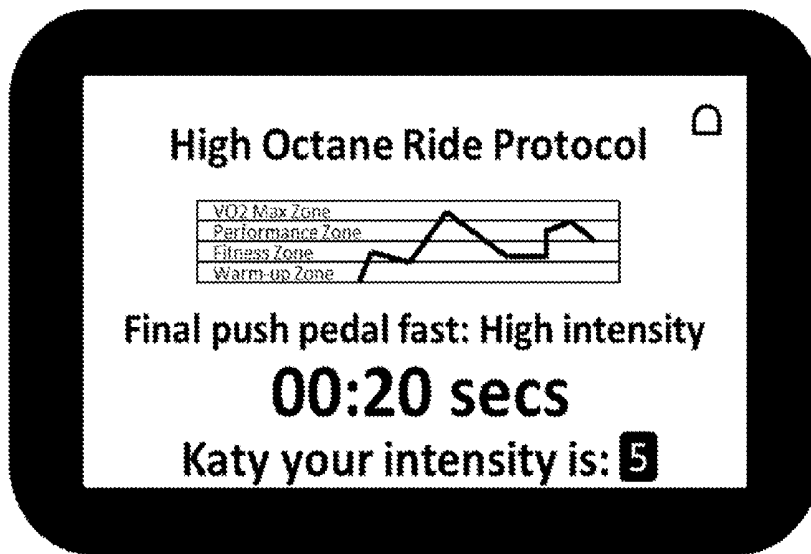 High Octane Ride Protocol
VO2 Max Zone
Performance Zone
Fitness Zone
Warm-up Zone
Final push pedal fast: High intensity
00:20 secs
Katy your intensity is: 5